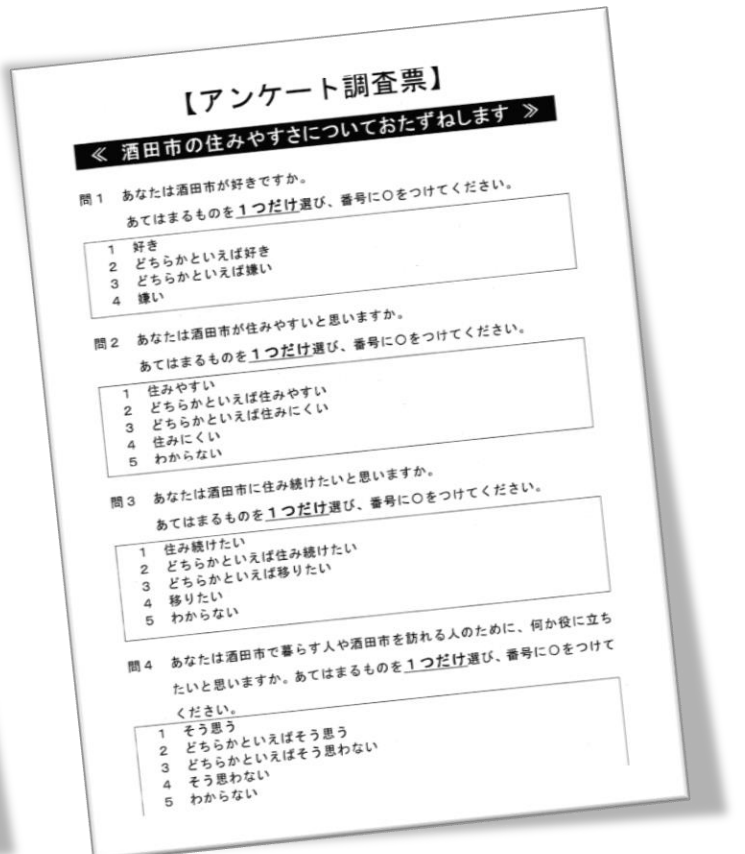 【アンケート調査票】
≪ 酒田市の住みやすさについておたずねします ≫
問1 あなたは酒田市が好きですか。
あてはまるものを1つだけ選び、番号に○をつけてください。
1 好き
2 どちらかといえば好き
3 どちらかといえば嫌い
4 嫌い
問2 あなたは酒田市が住みやすいと思いますか。
あてはまるものを1つだけ選び、番号に○をつけてください。
1 住みやすい
2 どちらかといえば住みやすい
3 どちらかといえば住みにくい
4 住みにくい
5 わからない
問3 あなたは酒田市に住み続けたいと思いますか。
あてはまるものを1つだけ選び、番号に○をつけてください。
1 住み続けたい
2 どちらかといえば住み続けたい
3 どちらかといえば移りたい
4 移りたい
5 わからない
問4 あなたは酒田市で暮らす人や酒田市を訪れる人のために、何か役に立ち
たいと思いますか。あてはまるものを1つだけ選び、番号に○をつけて
ください。
1 そう思う
2 どちらかといえばそう思う
3 どちらかといえばそう思わない
4 そう思わない
5 わからない